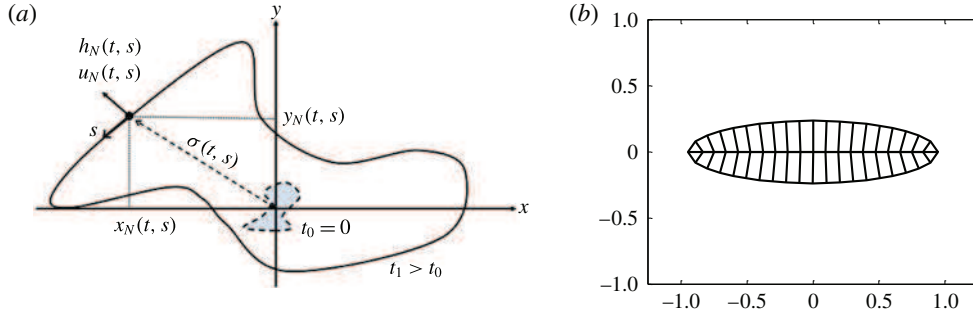 (a)
y
h_N(t, s)
u_N(t, s)
s
y_N(t, s)
σ(t, s)
x_N(t, s)
t_0 = 0
x
t_1 > t_0
(b)
1.0
0.5
0
−0.5
−1.0
−1.0 −0.5 0 0.5 1.0